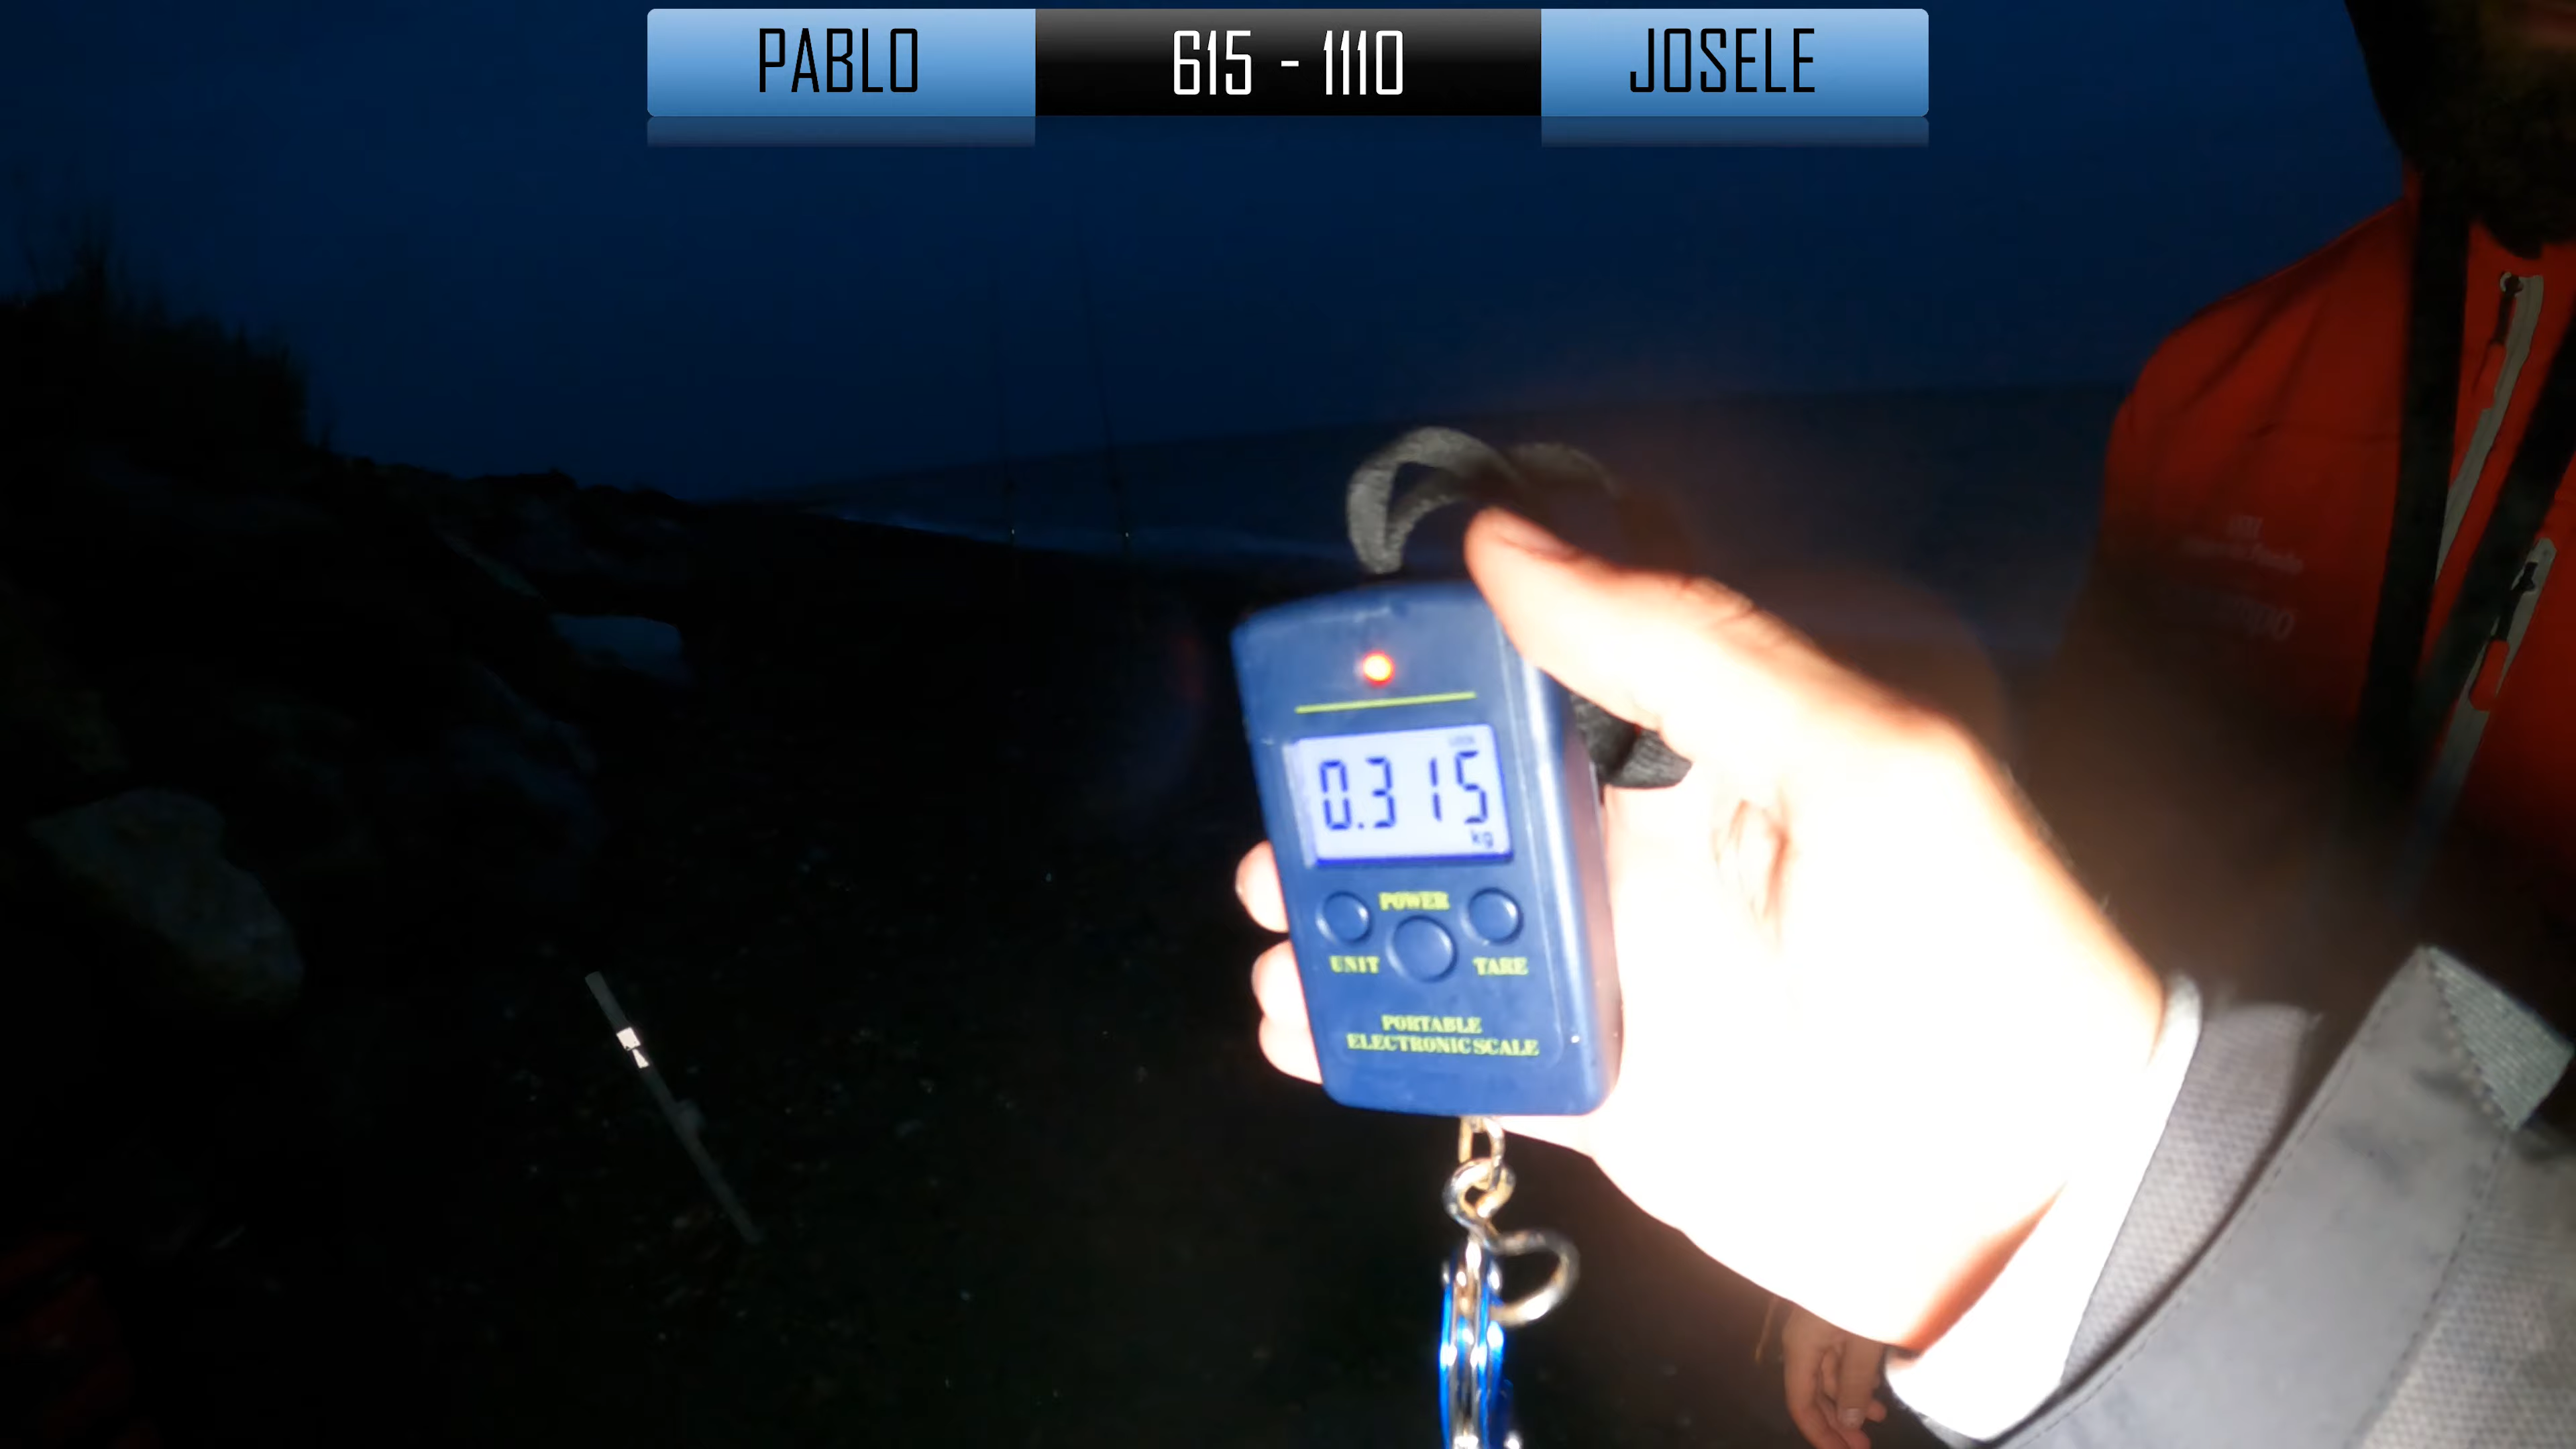 PABLO 615 - 1110 JOSELE
0.315
kg
POWER
UNIT TARE
PORTABLE
ELECTRONIC SCALE